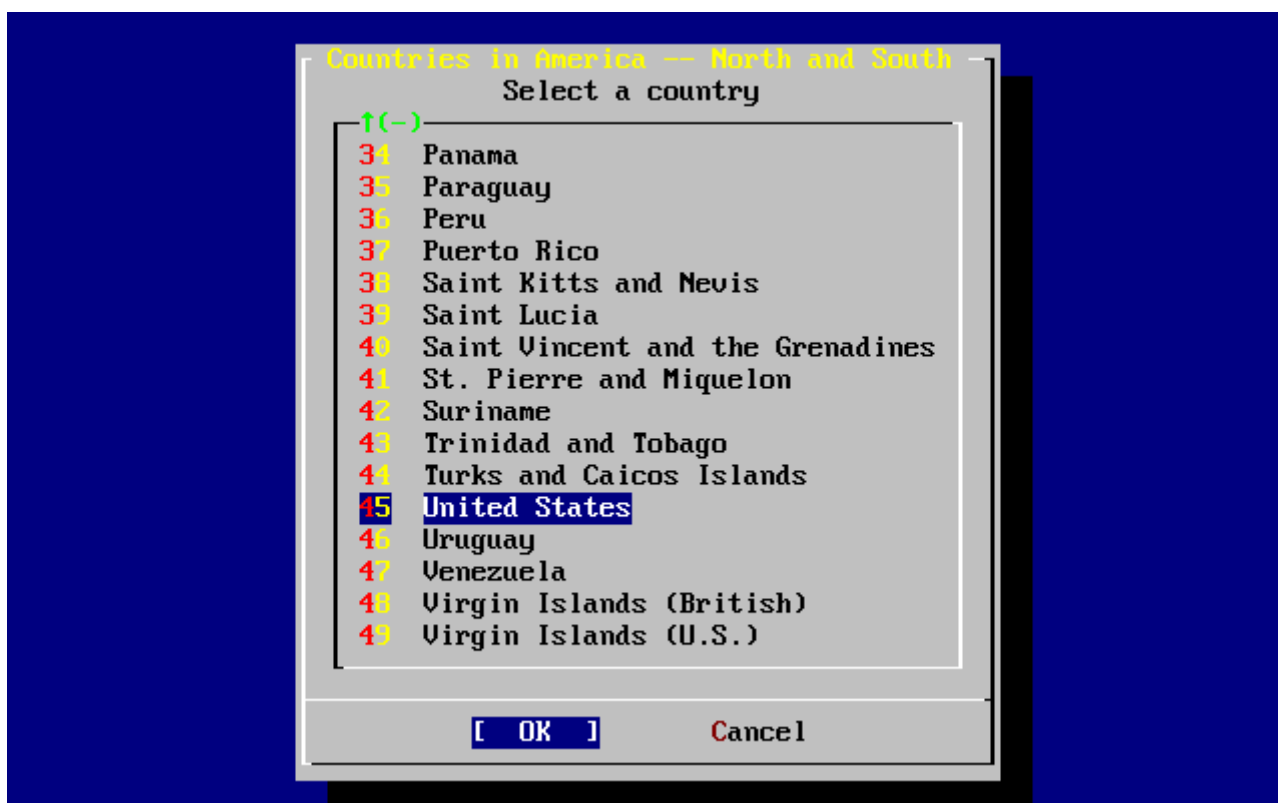 Countries in America -- North and South
Select a country
↑(-)
34 Panama
35 Paraguay
36 Peru
37 Puerto Rico
38 Saint Kitts and Nevis
39 Saint Lucia
40 Saint Vincent and the Grenadines
41 St. Pierre and Miquelon
42 Suriname
43 Trinidad and Tobago
44 Turks and Caicos Islands
45 United States
46 Uruguay
47 Venezuela
48 Virgin Islands (British)
49 Virgin Islands (U.S.)
[ OK ] Cancel